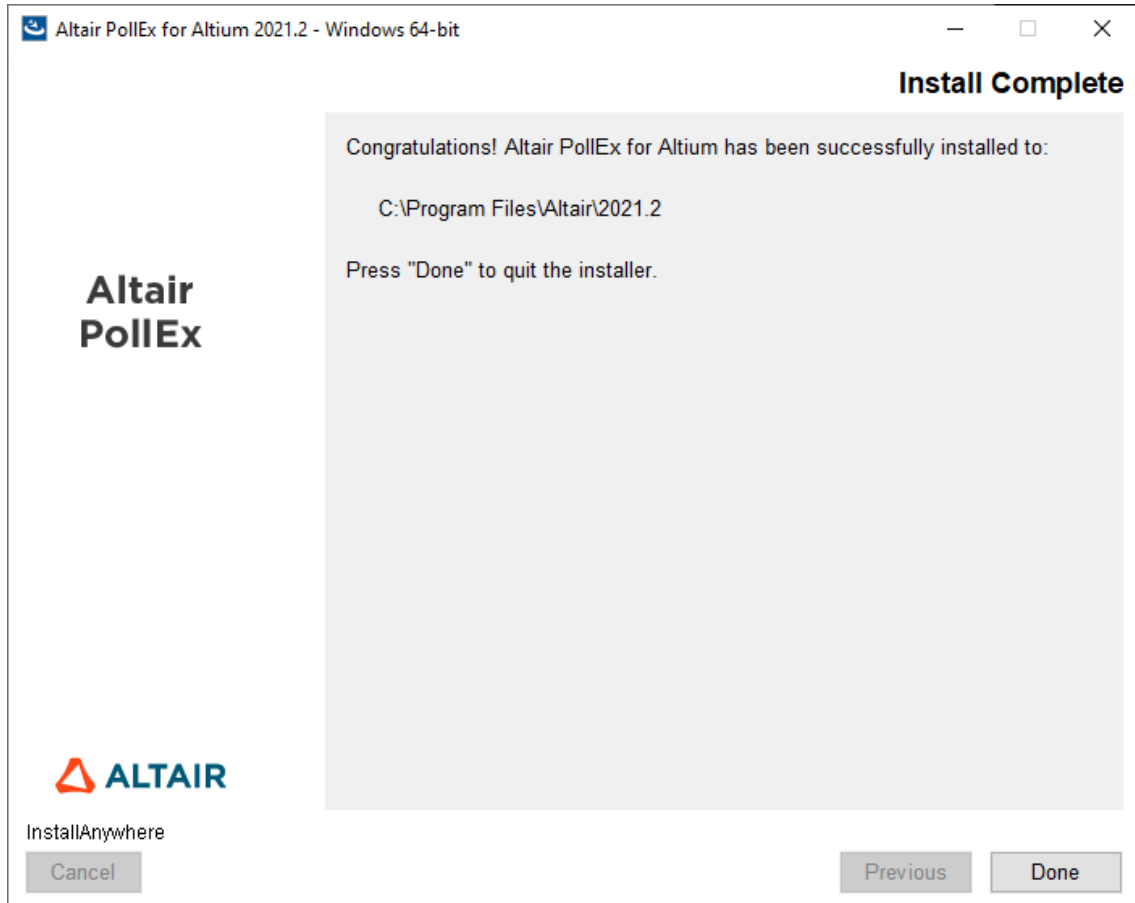 Altair PollEx for Altium 2021.2 - Windows 64-bit
Install Complete
Congratulations! Altair PollEx for Altium has been successfully installed to:
C:\Program Files\Altair\2021.2
Press "Done" to quit the installer.
Altair
PollEx
ALTAIR
InstallAnywhere
Cancel
Previous
Done